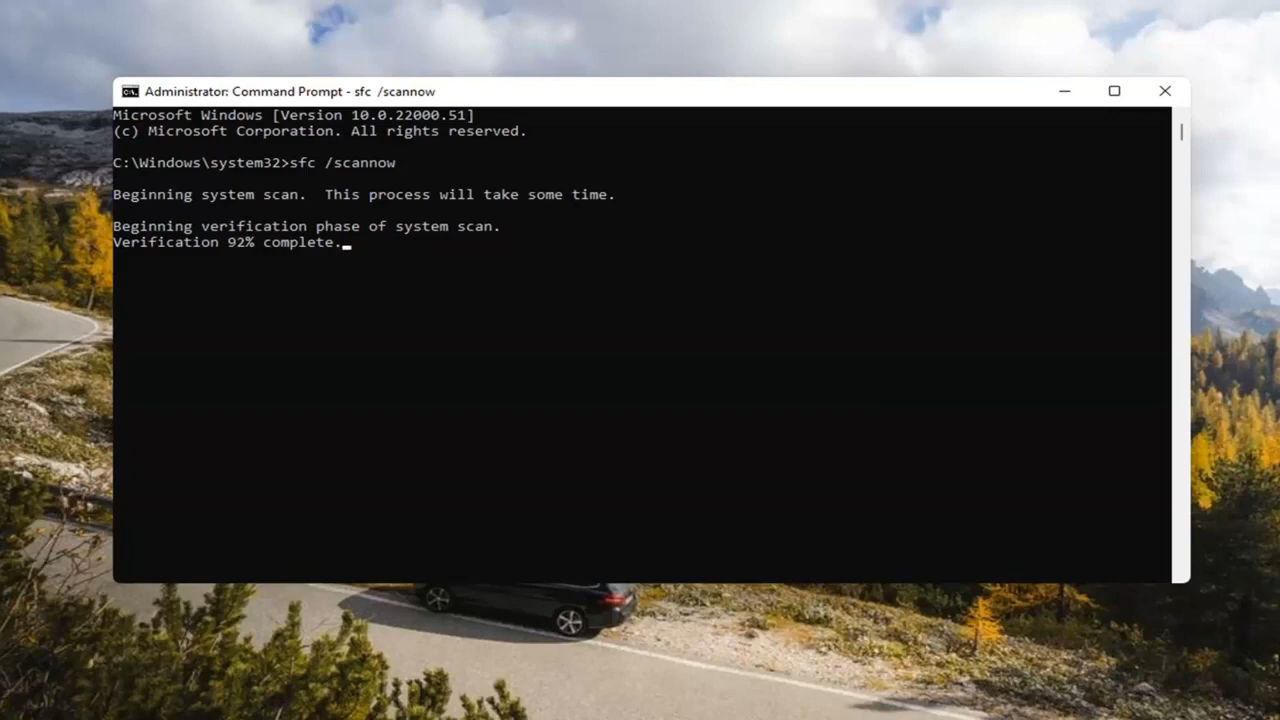 Administrator: Command Prompt - sfc  /scannow
Microsoft Windows [Version 10.0.22000.51]
(c) Microsoft Corporation. All rights reserved.
C:\Windows\system32>sfc /scannow
Beginning system scan.  This process will take some time.
Beginning verification phase of system scan.
Verification 92% complete.